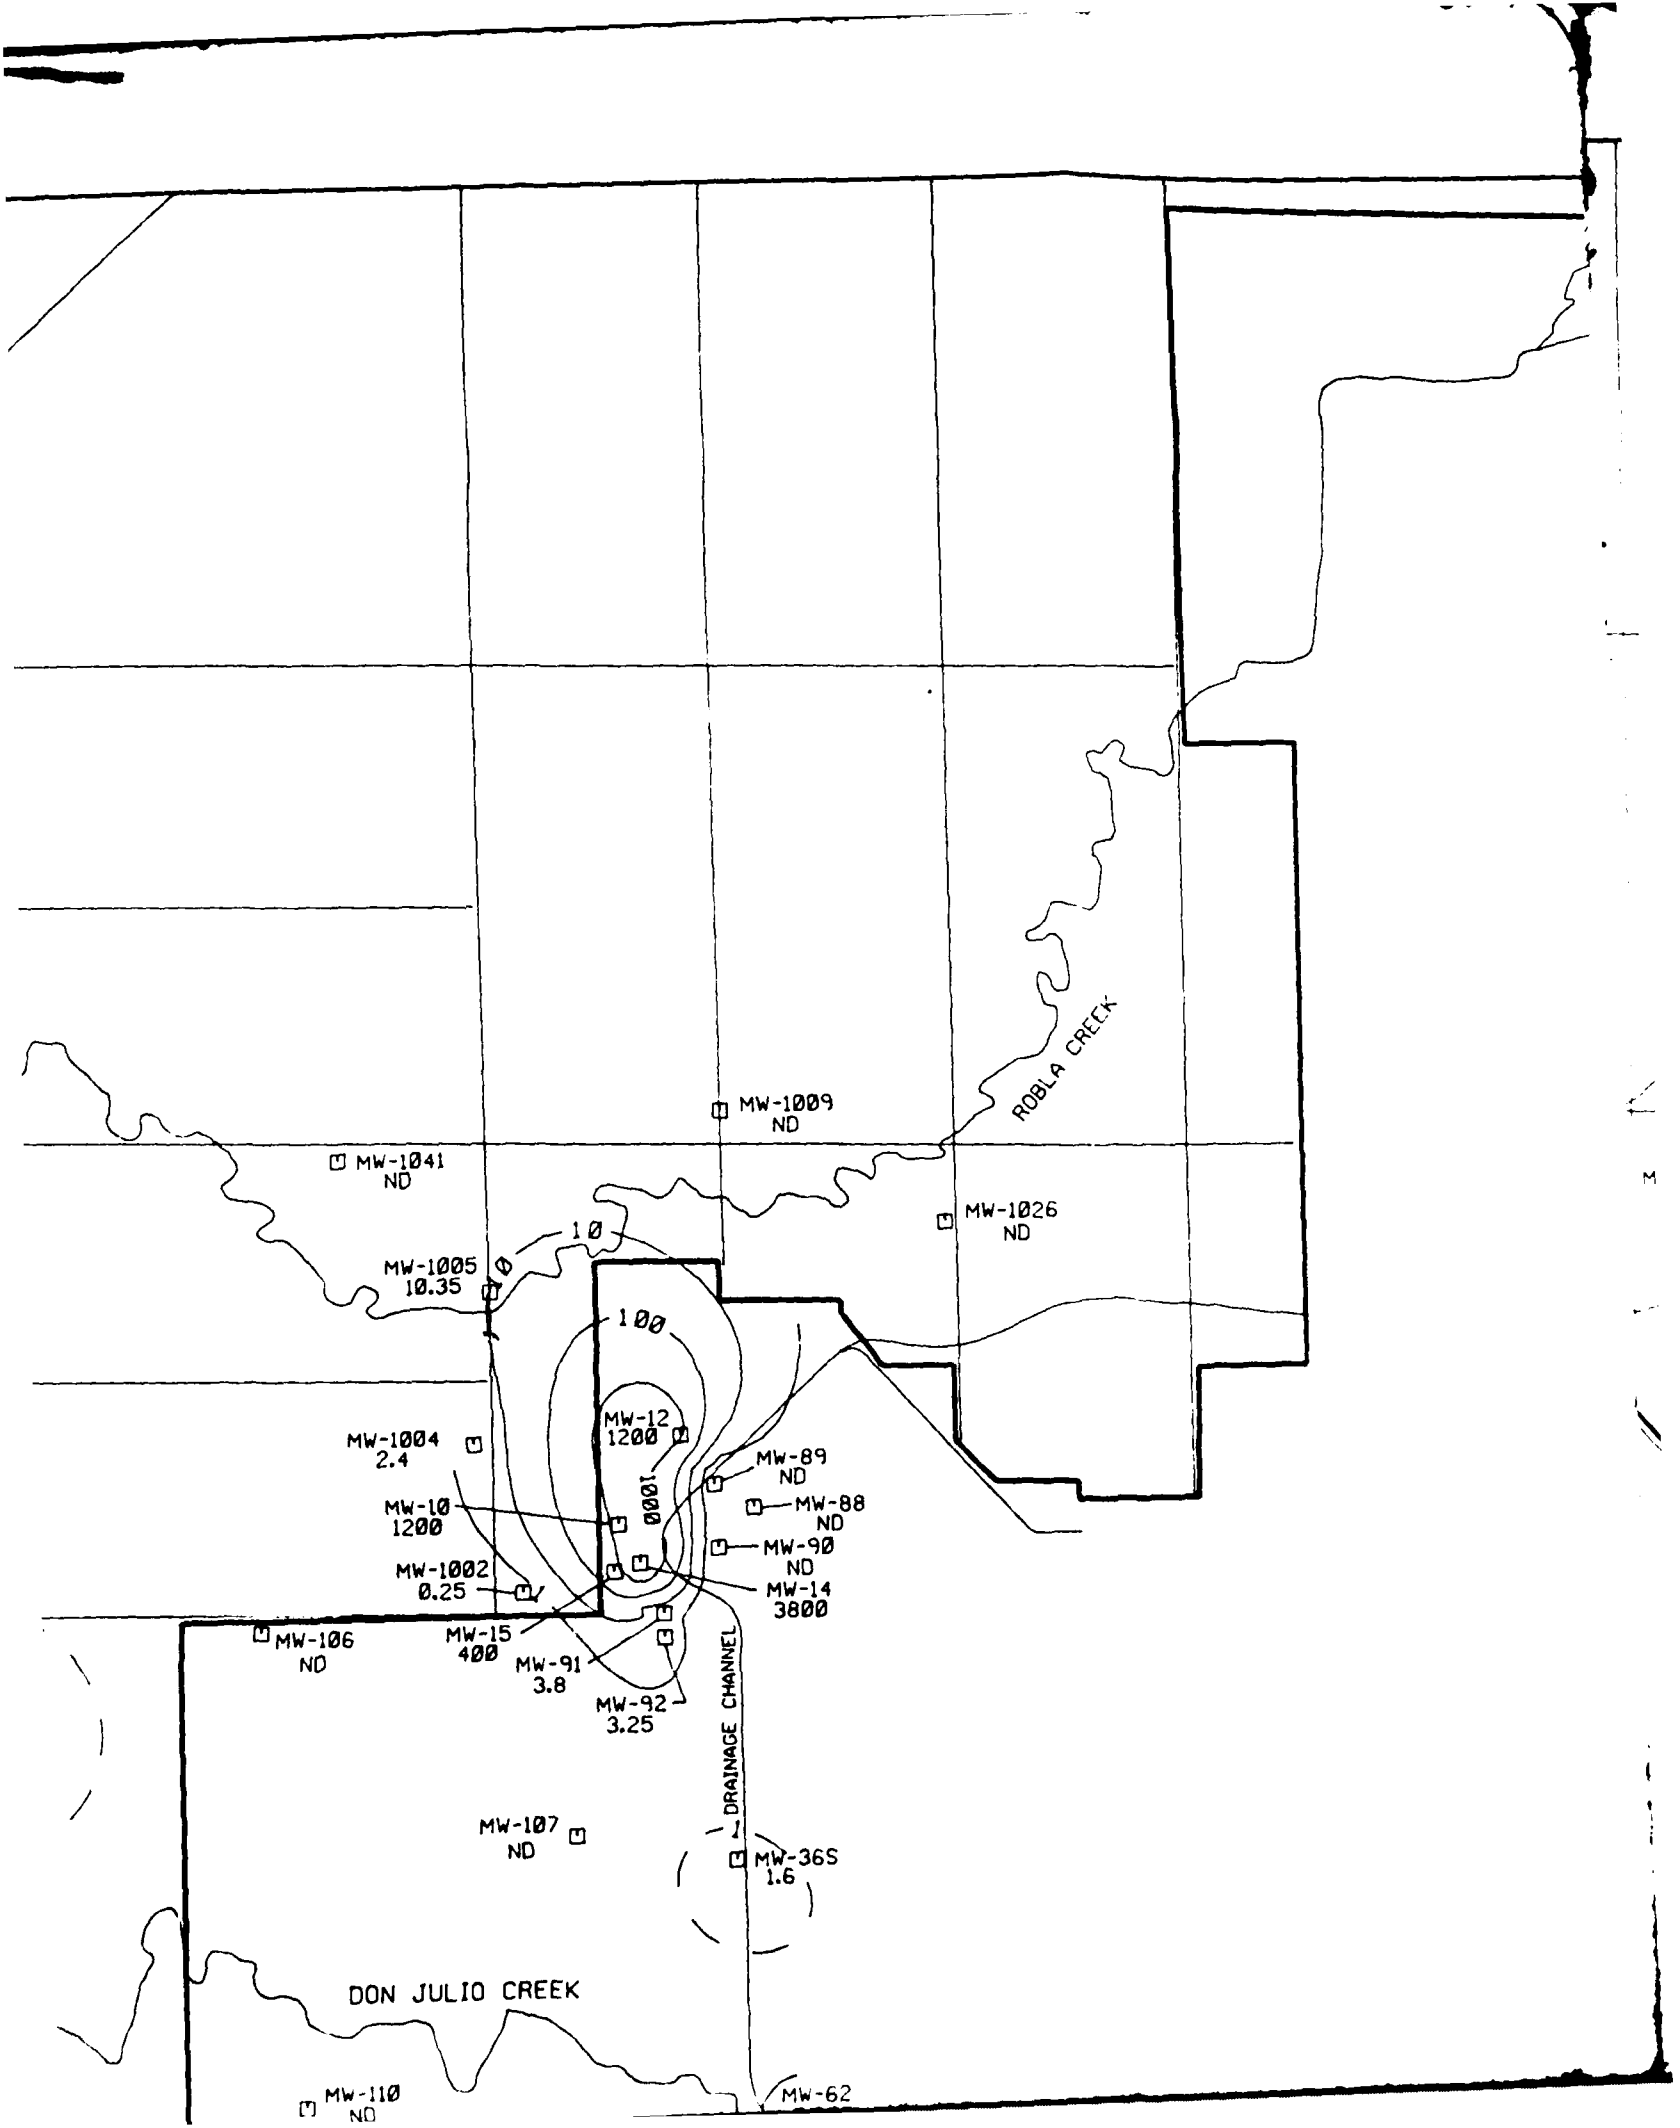 ROBLA CREEK
MW-1009
ND
MW-1041
ND
MW-1026
ND
10
MW-1005
10.35
10
100
MW-12
1200
MW-1004
2.4
MW-89
ND
1000
MW-10
1200
MW-88
ND
MW-90
ND
MW-1002
0.25
MW-14
3800
MW-106
ND
MW-15
400
MW-91
3.8
MW-92
3.25
DRAINAGE CHANNEL
MW-107
ND
1
MW-36S
1.6
DON JULIO CREEK
MW-110
ND
MW-62